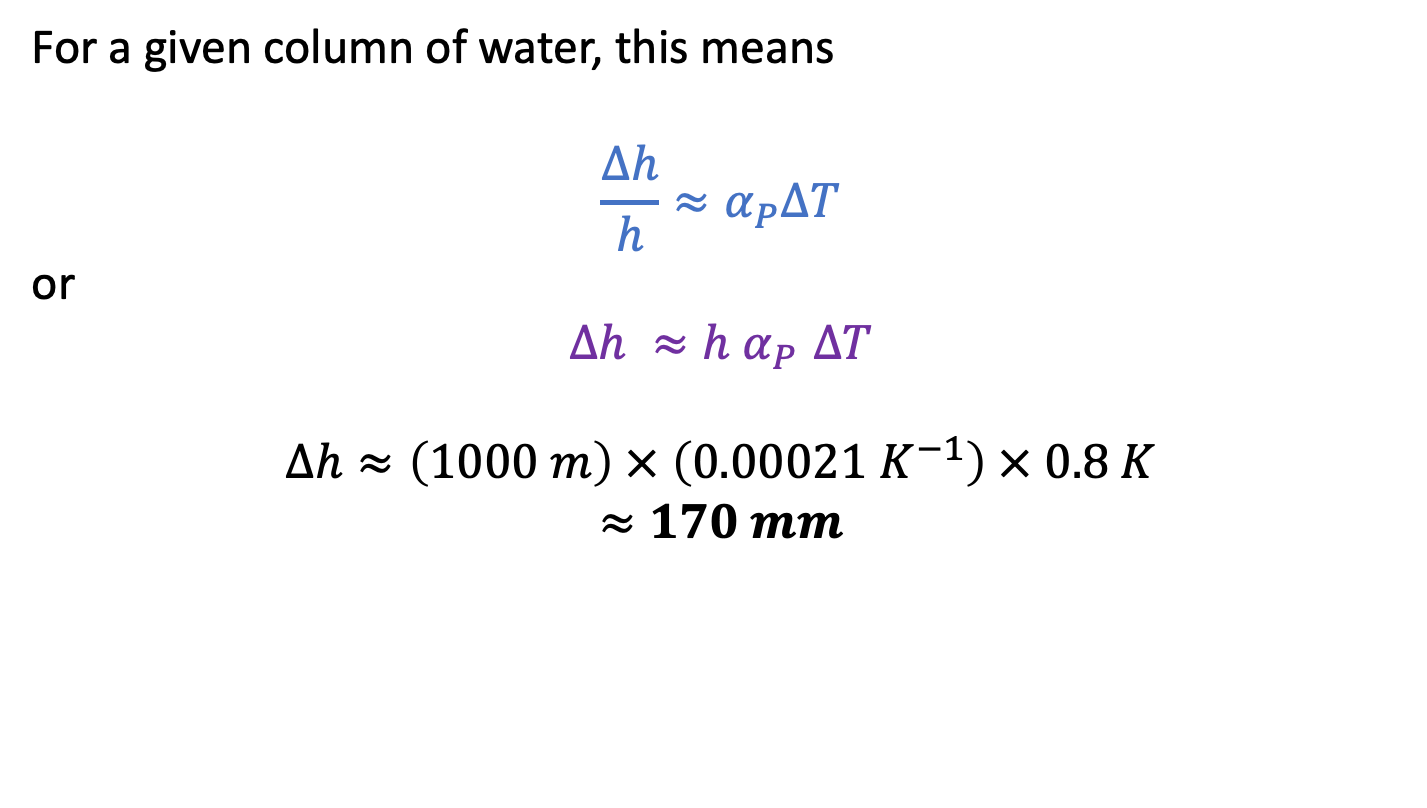 For a given column of water, this means
Δh/h ≈ α_P ΔT
or
Δh ≈ h α_P ΔT
Δh ≈ (1000 m) × (0.00021 K⁻¹) × 0.8 K
≈ 170 mm